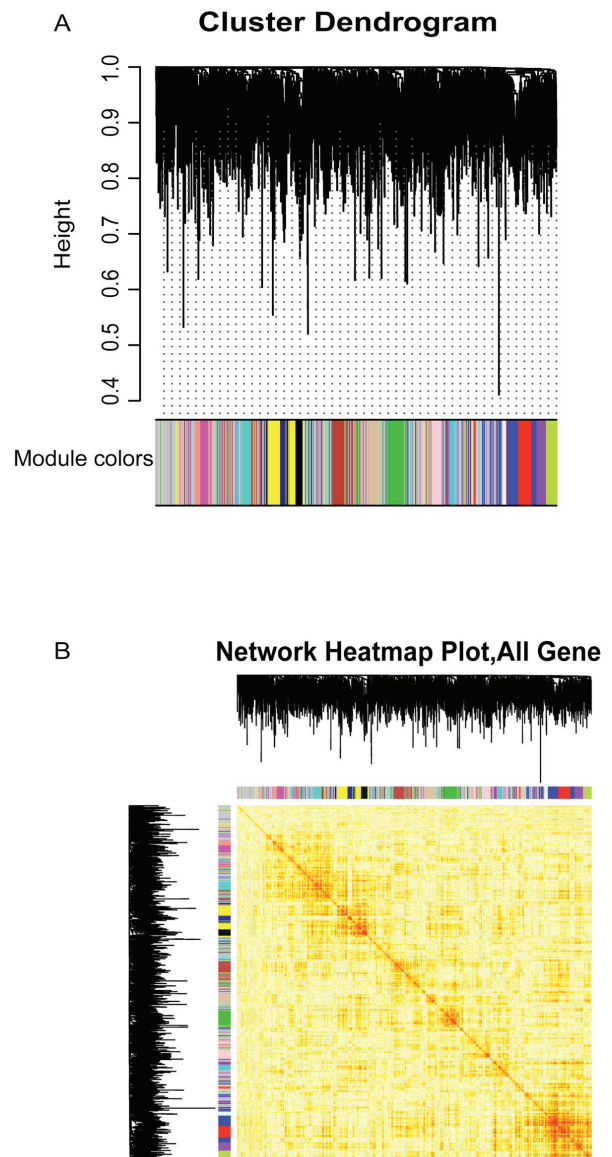 A
Cluster Dendrogram
Height
1.0
0.9
0.8
0.7
0.6
0.5
0.4
Module colors
B
Network Heatmap Plot,All Gene